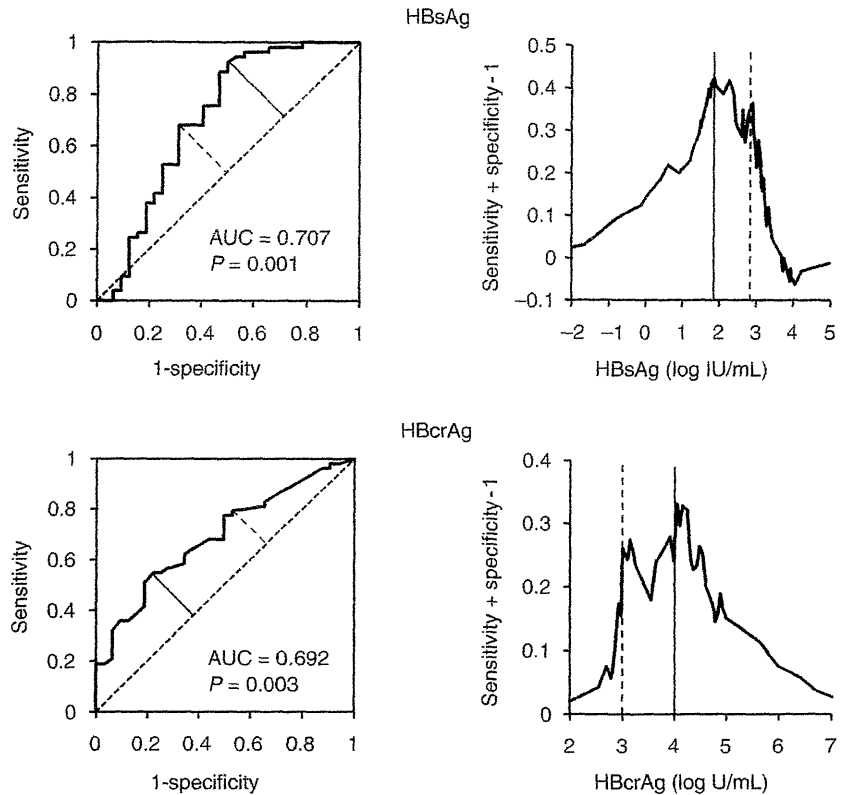 HBsAg
Sensitivity
1
0.8
0.6
0.4
0.2
0
0 0.2 0.4 0.6 0.8 1
1-specificity
AUC = 0.707
P = 0.001
Sensitivity + specificity - 1
0.5
0.4
0.3
0.2
0.1
0
−0.1
−2 −1 0 1 2 3 4 5
HBsAg (log IU/mL)
HBcrAg
Sensitivity
1
0.8
0.6
0.4
0.2
0
0 0.2 0.4 0.6 0.8 1
1-specificity
AUC = 0.692
P = 0.003
Sensitivity + specificity - 1
0.4
0.3
0.2
0.1
0
2 3 4 5 6 7
HBcrAg (log U/mL)